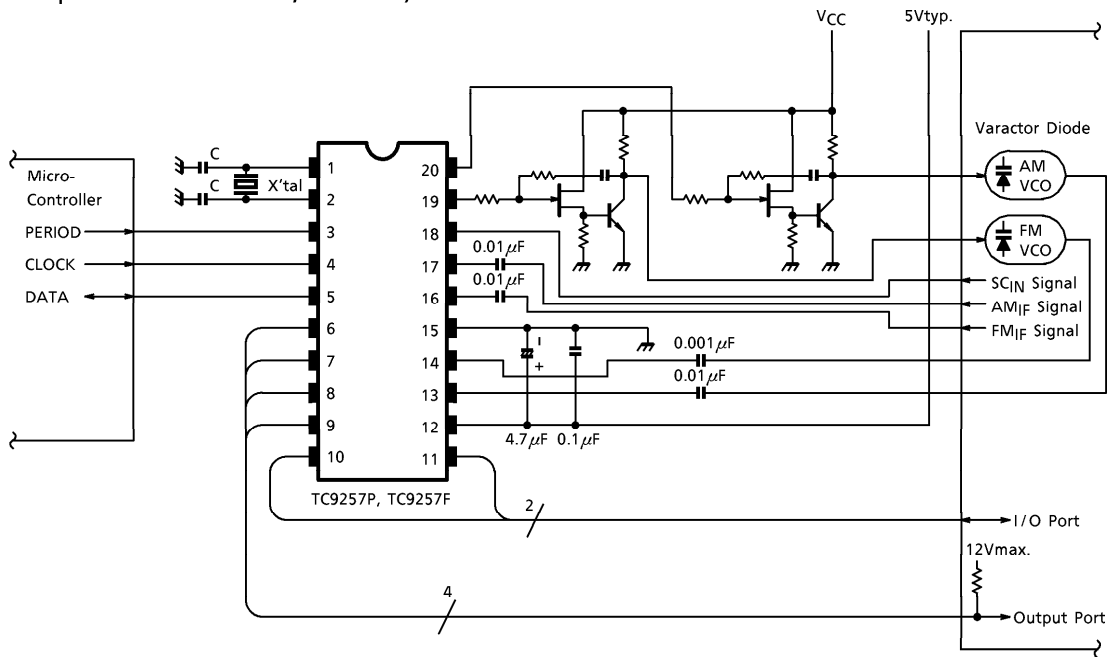 VCC
5Vtyp.
Micro-
Controller
PERIOD
CLOCK
DATA
C
C
X'tal
1
2
3
4
5
6
7
8
9
10
20
19
18
17
16
15
14
13
12
11
TC9257P, TC9257F
0.01μF
0.01μF
-
+
4.7μF
0.1μF
0.001μF
0.01μF
Varactor Diode
AM
VCO
FM
VCO
SCIN Signal
AMIF Signal
FMIF Signal
2
I/O Port
12Vmax.
4
Output Port